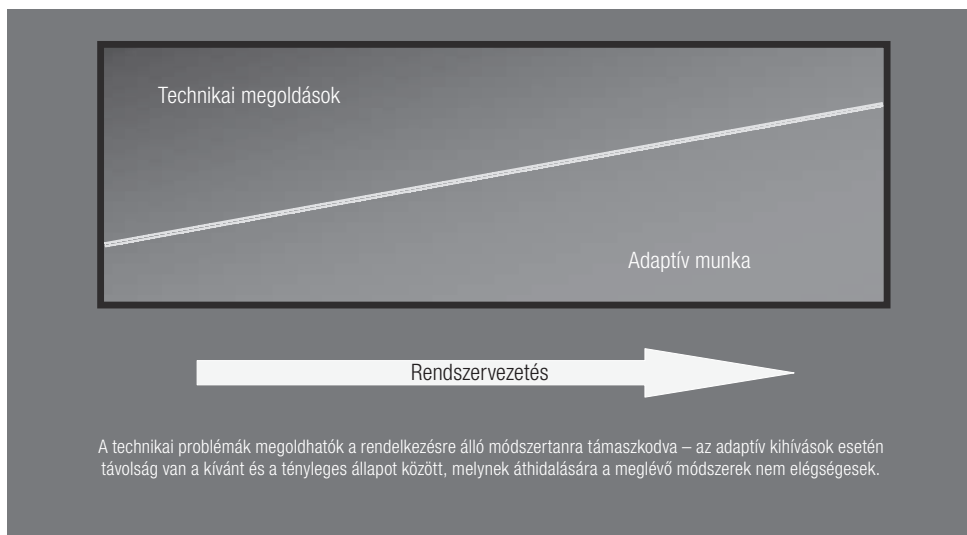 Technikai megoldások
Adaptív munka
Rendszervezetés
A technikai problémák megoldhatók a rendelkezésre álló módszertanra támaszkodva – az adaptív kihívások esetén
távolság van a kívánt és a tényleges állapot között, melynek áthidalására a meglévő módszerek nem elégségesek.